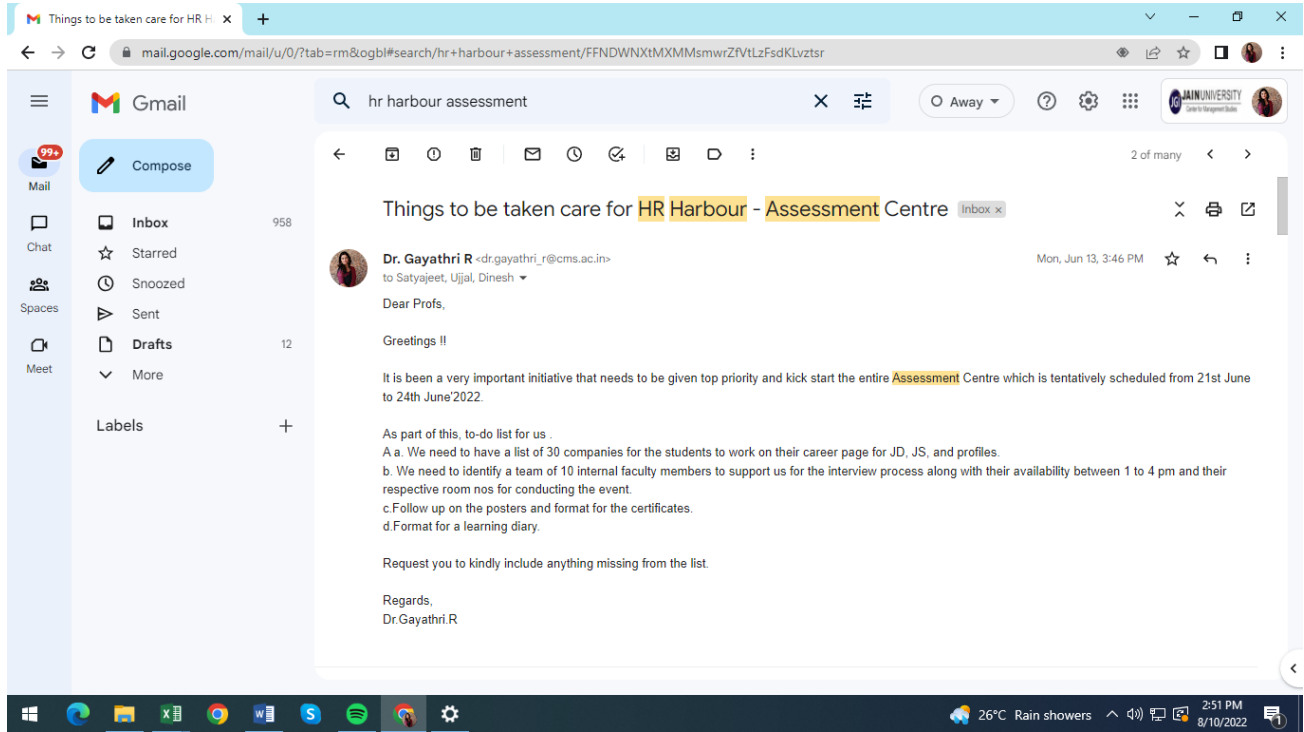 Things to be taken care for HR H
mail.google.com/mail/u/0/?tab=rm&ogbl#search/hr+harbour+assessment/FFNDWNXtMXMMsmwrZfVtLzFsdKLvztsr
Gmail
hr harbour assessment
Away
JGI JAIN UNIVERSITY
99+
Mail
Compose
2 of many
Inbox 958
Things to be taken care for HR Harbour - Assessment Centre Inbox x
Chat
Starred
Dr. Gayathri R <dr.gayathri_r@cms.ac.in>
Mon, Jun 13, 3:46 PM
to Satyajeet, Ujjal, Dinesh
Snoozed
Spaces
Sent
Drafts 12
Meet
More
Labels
Dear Profs,
Greetings !!
It is been a very important initiative that needs to be given top priority and kick start the entire Assessment Centre which is tentatively scheduled from 21st June
to 24th June'2022.
As part of this, to-do list for us .
A a. We need to have a list of 30 companies for the students to work on their career page for JD, JS, and profiles.
b. We need to identify a team of 10 internal faculty members to support us for the interview process along with their availability between 1 to 4 pm and their
respective room nos for conducting the event.
c.Follow up on the posters and format for the certificates.
d.Format for a learning diary.
Request you to kindly include anything missing from the list.
Regards,
Dr.Gayathri.R
26°C Rain showers
2:51 PM
8/10/2022
1